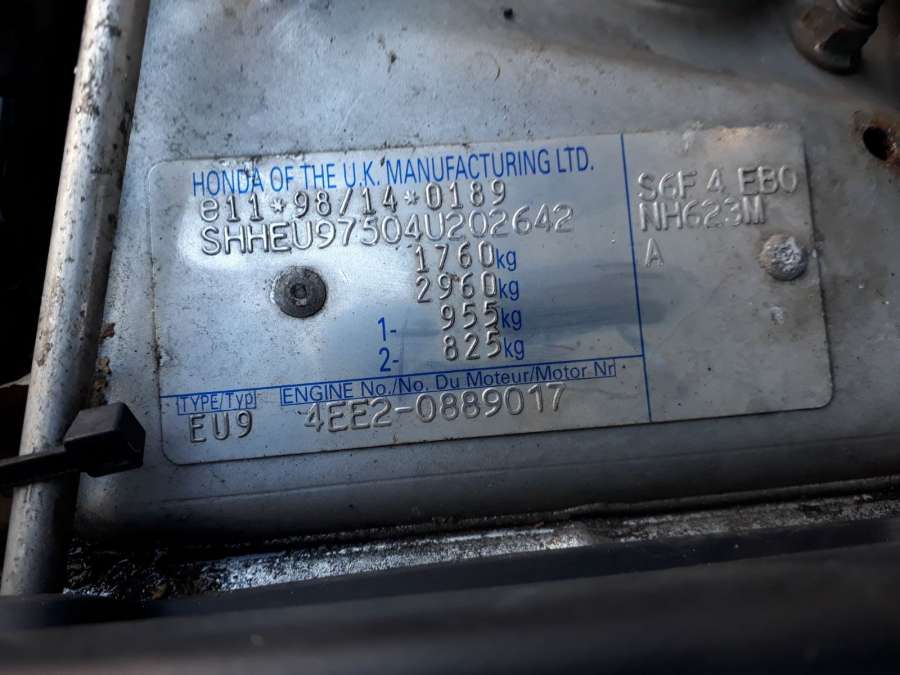 HONDA OF THE U.K. MANUFACTURING LTD.
e11*98/14*0189
SHHEU97504U202642
1760kg
2960kg
1- 955kg
2- 825kg
TYPE/Typ ENGINE No./No. Du Moteur/Motor Nr
EU9 4EE2-0889017
S6F 4 EB0
NH623M
A